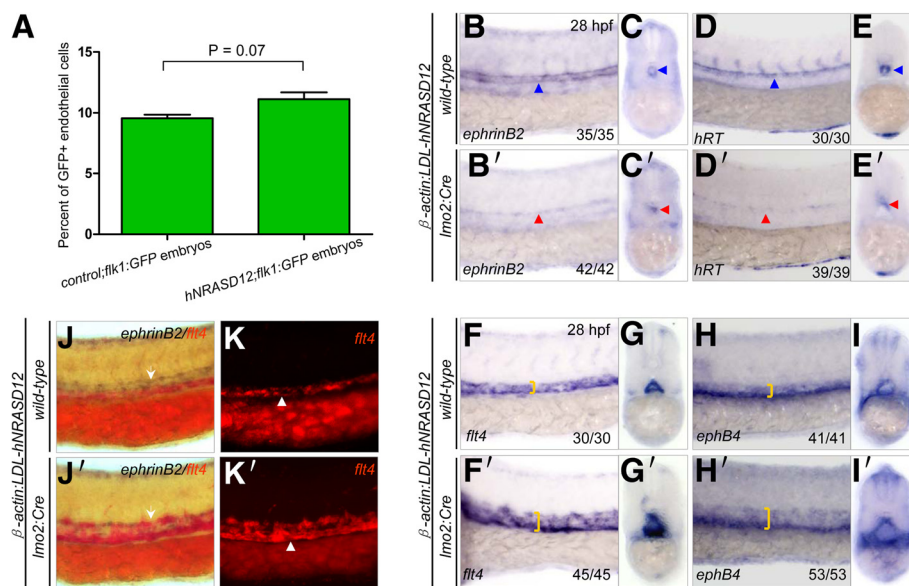 A
P = 0.07
Percent of GFP+ endothelial cells
15
10
5
0
control;flk1:GFP embryos
hNRASD12;flk1:GFP embryos
β-actin:LDL-hNRASD12
wild-type
lmo2:Cre
B
28 hpf
ephrinB2
35/35
C
D
hRT
30/30
E
B′
ephrinB2
42/42
C′
D′
hRT
39/39
E′
β-actin:LDL-hNRASD12
wild-type
lmo2:Cre
J
ephrinB2/flt4
K
flt4
J′
ephrinB2/flt4
K′
flt4
β-actin:LDL-hNRASD12
wild-type
lmo2:Cre
F
28 hpf
flt4
30/30
G
H
ephB4
41/41
I
F′
flt4
45/45
G′
H′
ephB4
53/53
I′